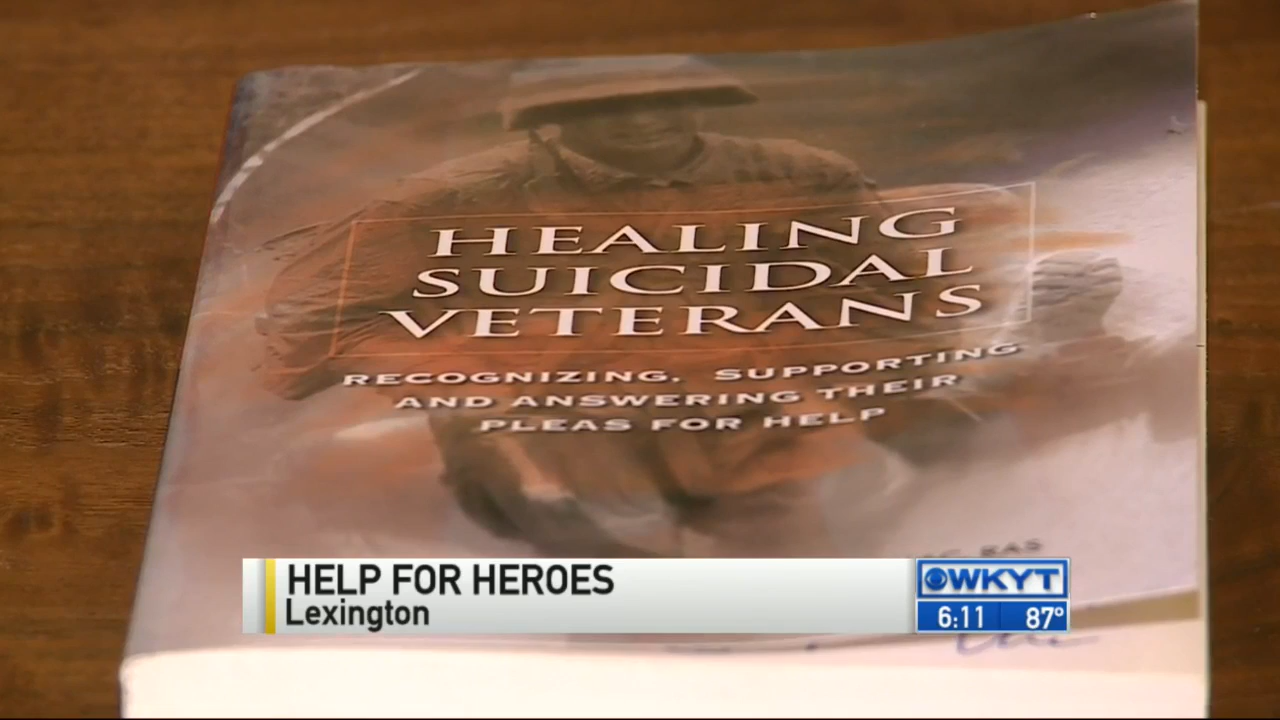 HEALING
SUICIDAL
VETERANS
RECOGNIZING, SUPPORTING
AND ANSWERING THEIR
PLEAS FOR HELP
HELP FOR HEROES
Lexington
WKYT
6:11 87°